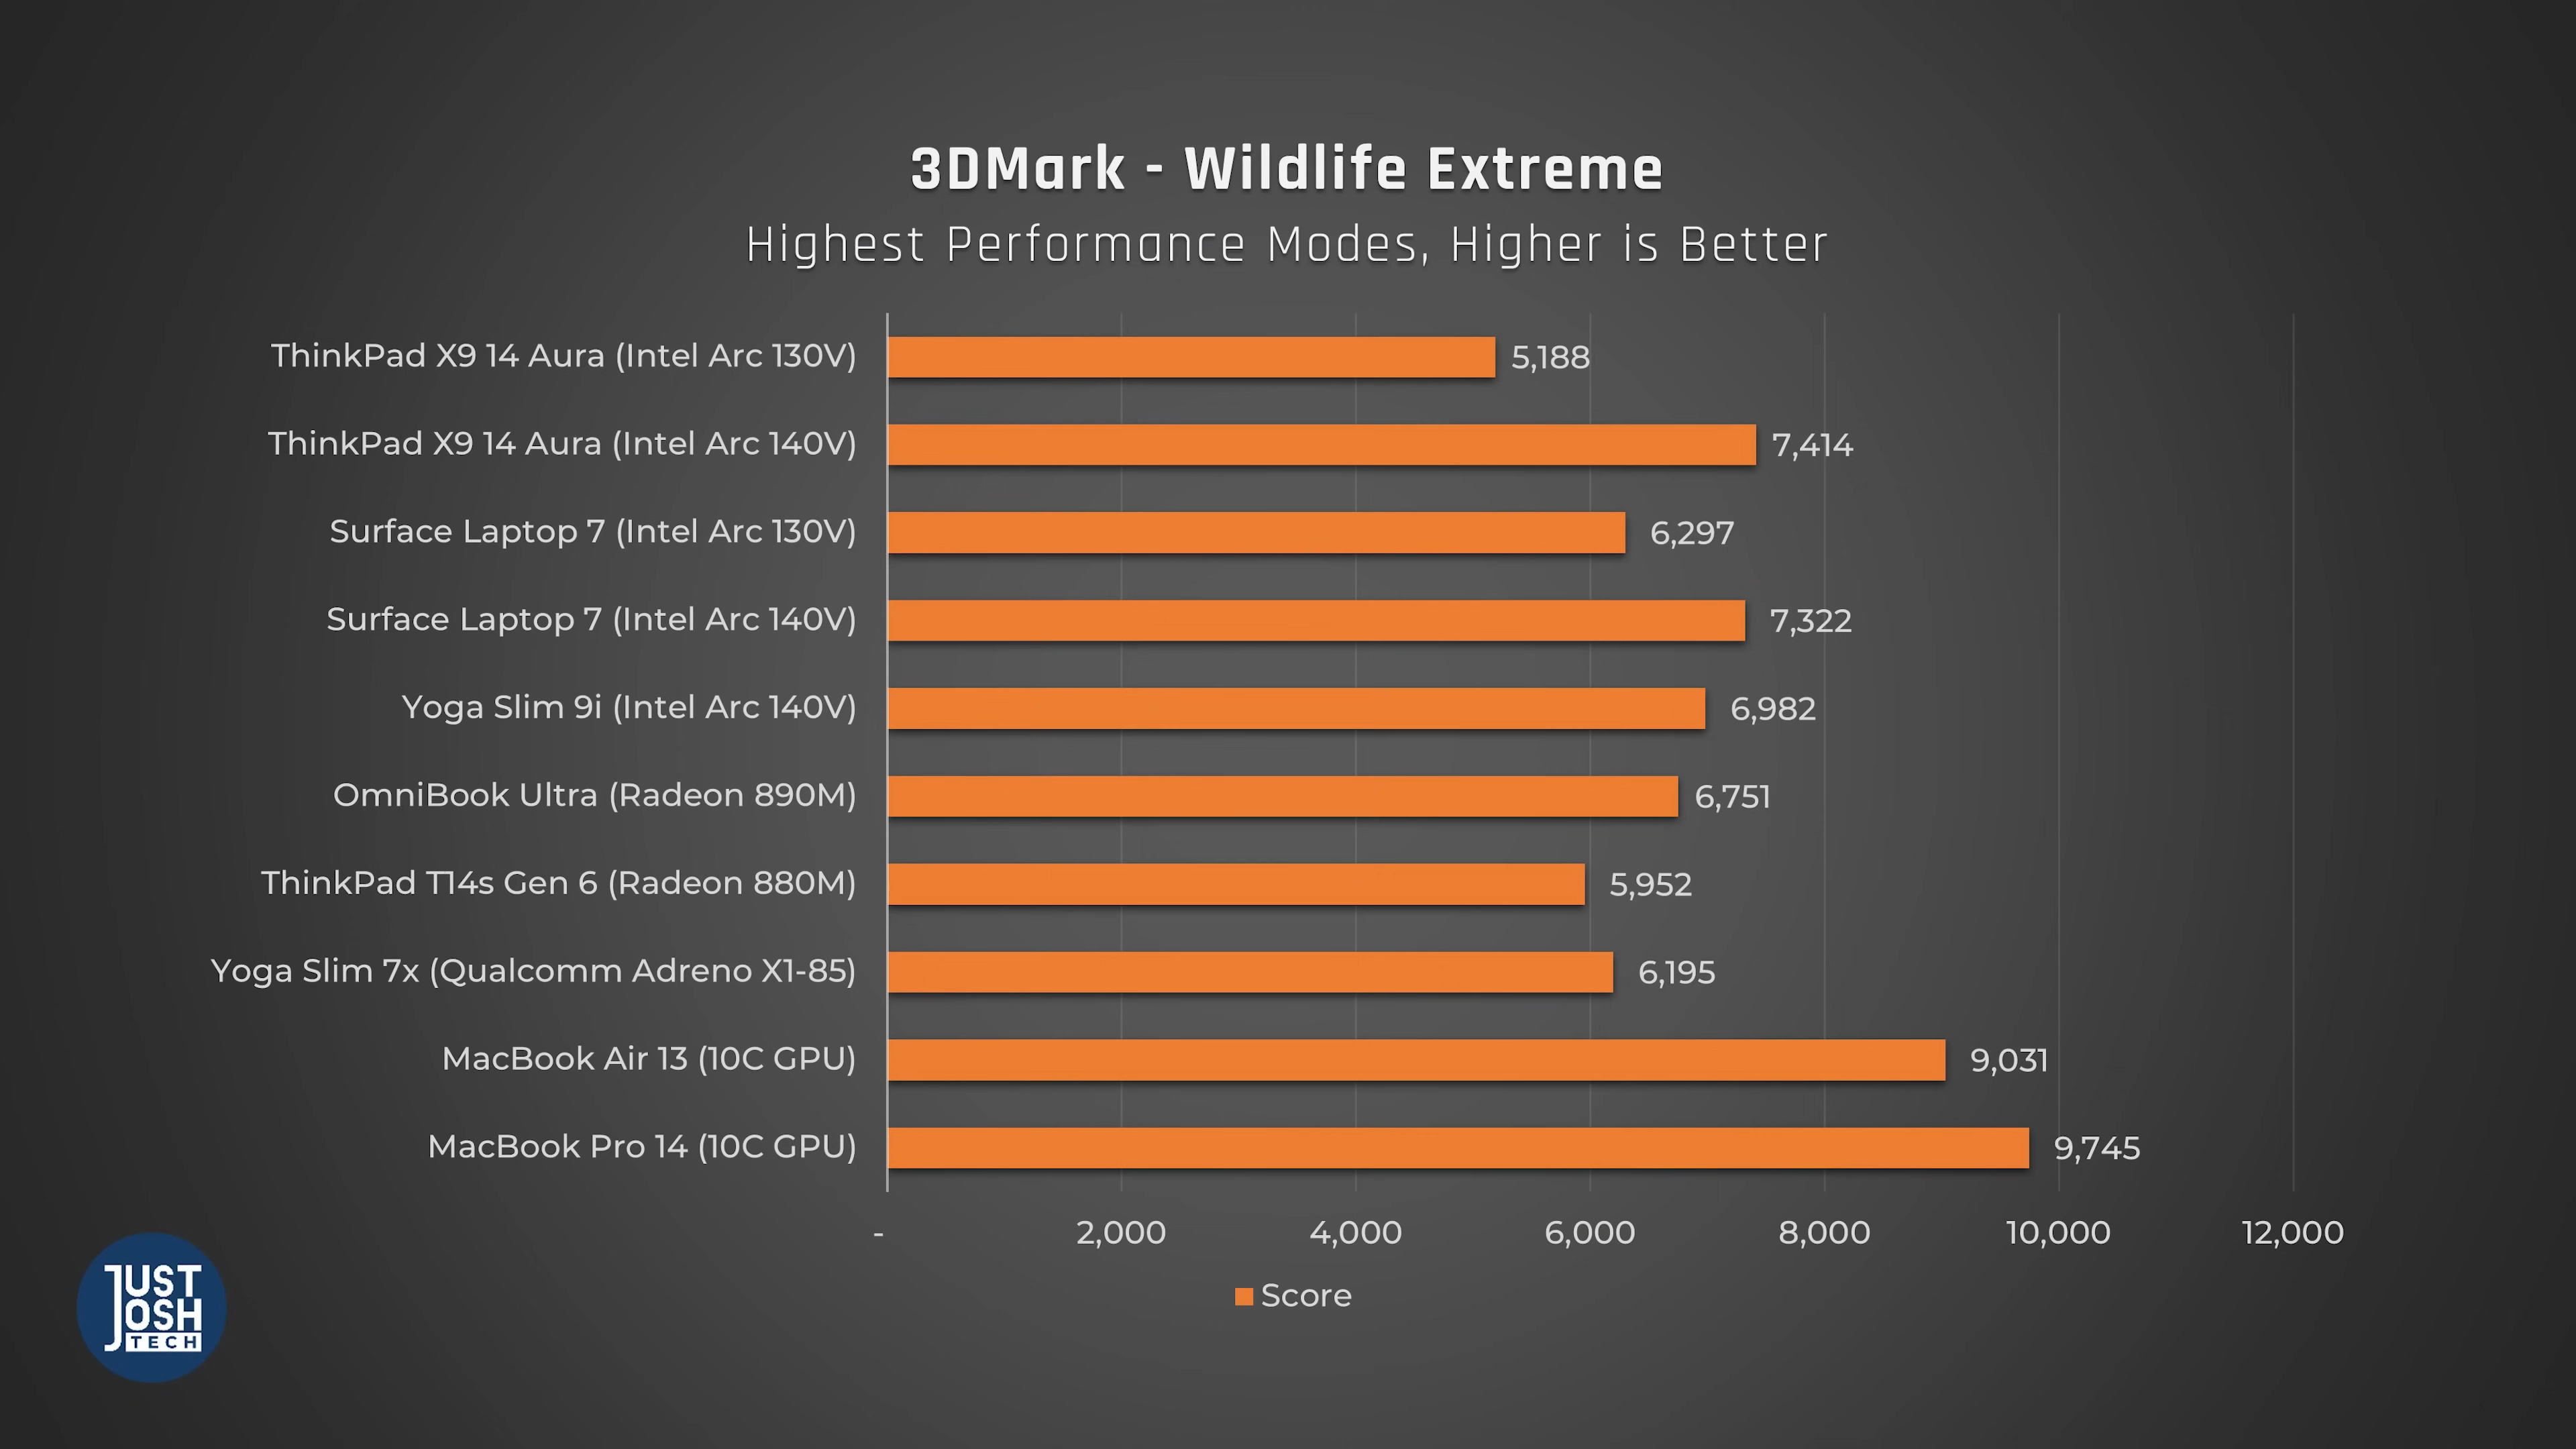 3DMark - Wildlife Extreme
Highest Performance Modes, Higher is Better
ThinkPad X9 14 Aura (Intel Arc 130V) 5,188
ThinkPad X9 14 Aura (Intel Arc 140V) 7,414
Surface Laptop 7 (Intel Arc 130V) 6,297
Surface Laptop 7 (Intel Arc 140V) 7,322
Yoga Slim 9i (Intel Arc 140V) 6,982
OmniBook Ultra (Radeon 890M) 6,751
ThinkPad T14s Gen 6 (Radeon 880M) 5,952
Yoga Slim 7x (Qualcomm Adreno X1-85) 6,195
MacBook Air 13 (10C GPU) 9,031
MacBook Pro 14 (10C GPU) 9,745
- 2,000 4,000 6,000 8,000 10,000 12,000
Score
JUST
JOSH
TECH